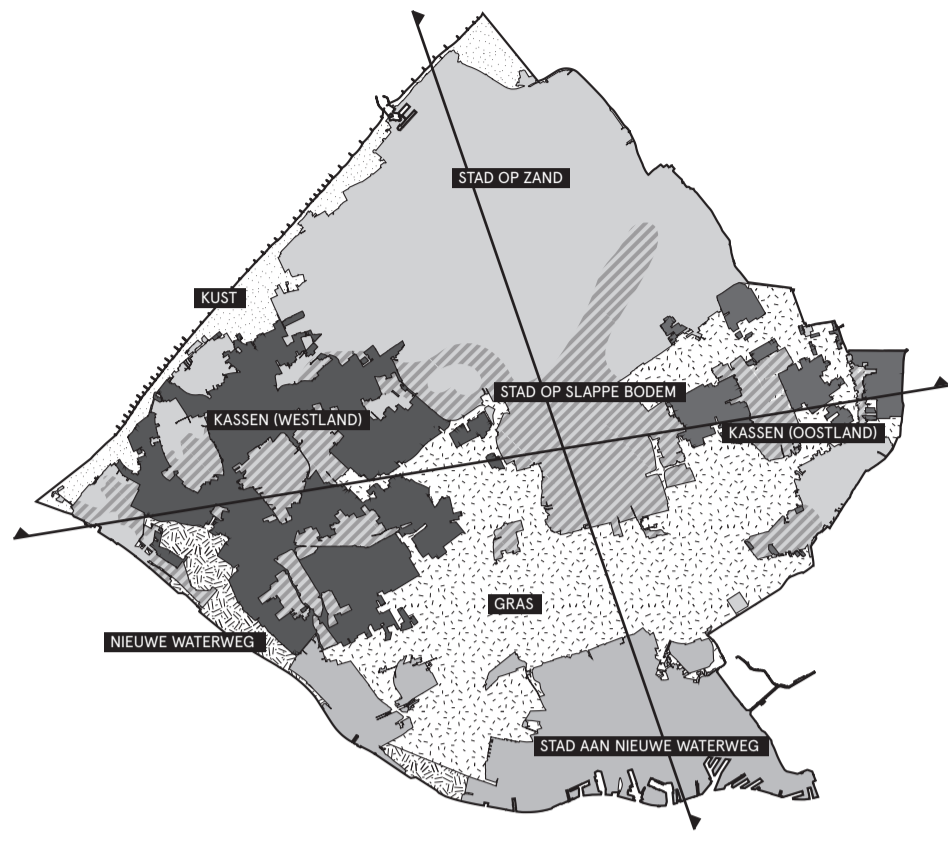 STAD OP ZAND
KUST
STAD OP SLAPPE BODEM
KASSEN (WESTLAND)
KASSEN (OOSTLAND)
GRAS
NIEUWE WATERWEG
STAD AAN NIEUWE WATERWEG